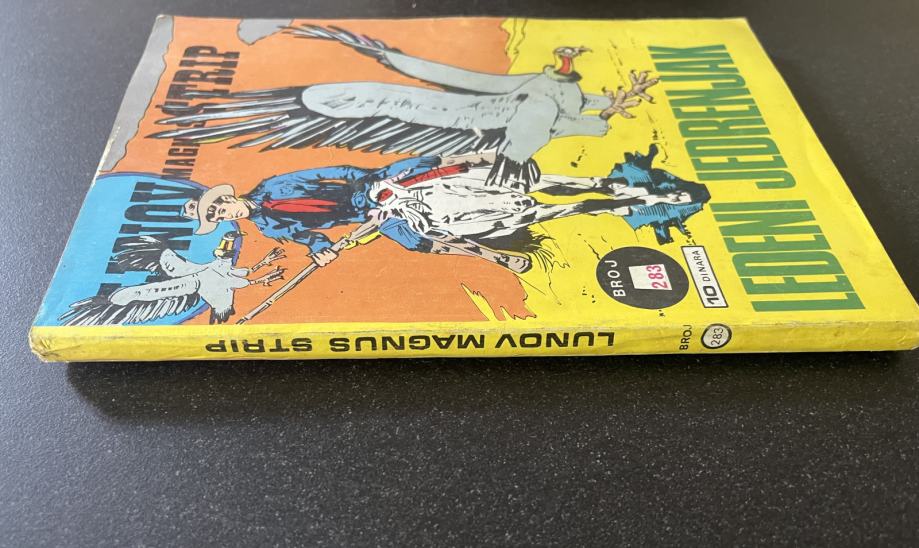 LUNOV
MAGNUS STRIP
BROJ
283
10 DINARA
LEDENI JEDRENJAK
LUNOV MAGNUS STRIP
BROJ
283